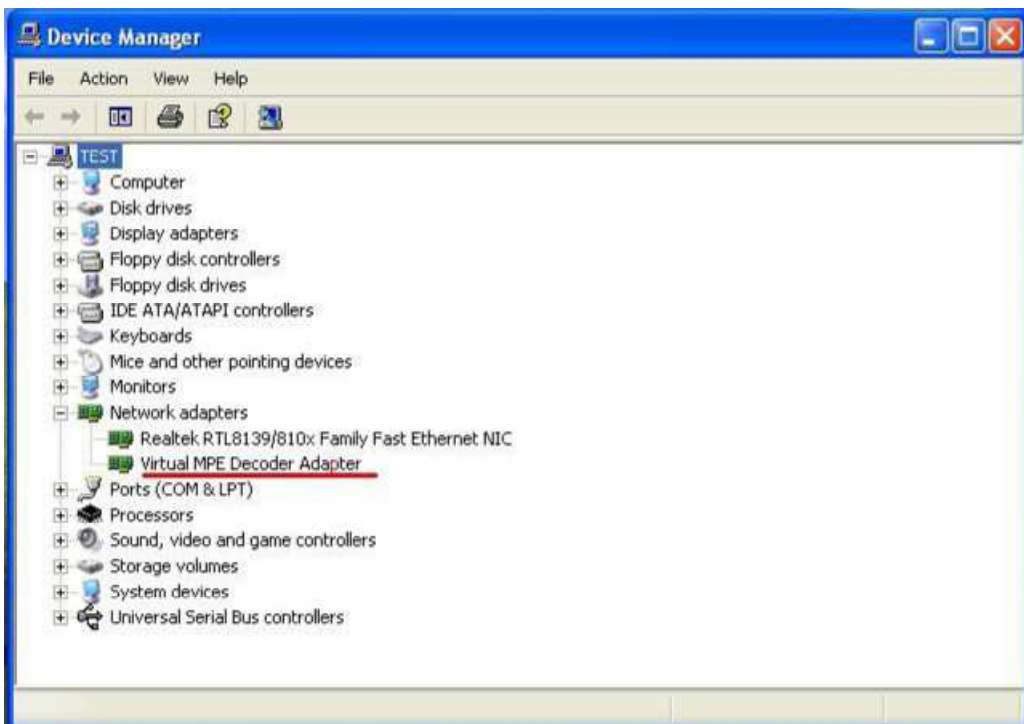 Device Manager
File Action View Help
TEST
Computer
Disk drives
Display adapters
Floppy disk controllers
Floppy disk drives
IDE ATA/ATAPI controllers
Keyboards
Mice and other pointing devices
Monitors
Network adapters
Realtek RTL8139/810x Family Fast Ethernet NIC
Virtual MPE Decoder Adapter
Ports (COM & LPT)
Processors
Sound, video and game controllers
Storage volumes
System devices
Universal Serial Bus controllers